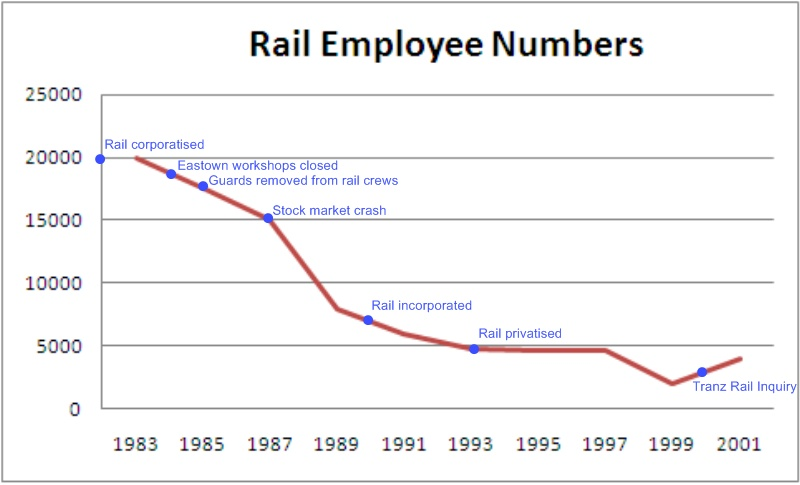 Rail Employee Numbers
25000
Rail corporatised
20000
Eastown workshops closed
Guards removed from rail crews
Stock market crash
15000
10000
Rail incorporated
Rail privatised
5000
Tranz Rail Inquiry
0
1983 1985 1987 1989 1991 1993 1995 1997 1999 2001